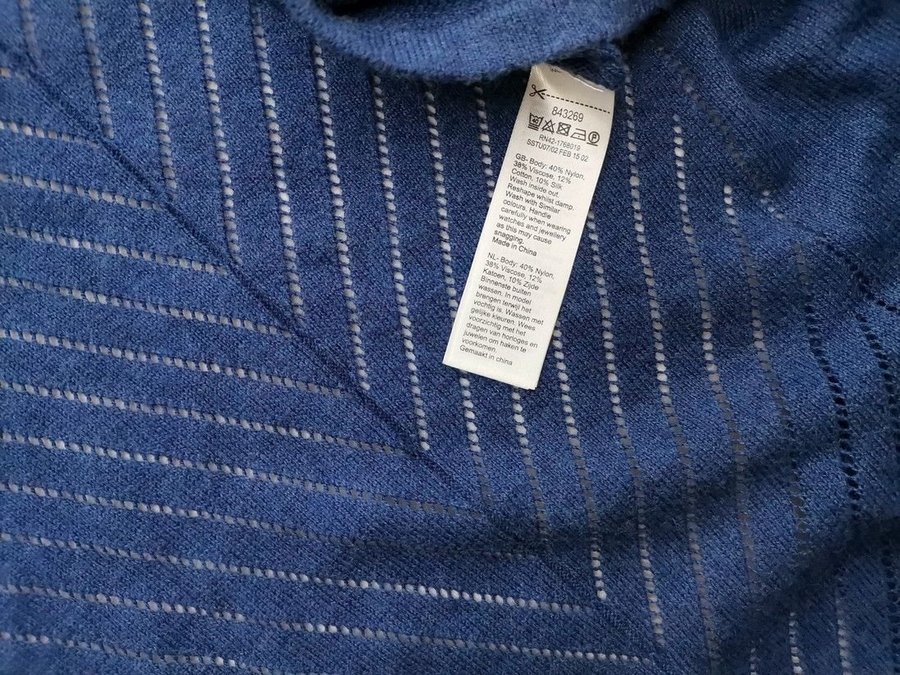 843269
RN42-1768019
SSTU07/02 FEB 15 02
GB- Body: 40% Nylon,
38% Viscose, 12%
Cotton, 10% Silk
Wash inside out.
Reshape whilst damp.
Wash with Similar
colours. Handle
carefully when wearing
watches and jewellery
as this may cause
snagging.
Made in China
NL- Body: 40% Nylon,
38% Viscose, 12%
Katoen, 10% Zijde
Binnenste buiten
wassen. In model
brengen terwijl het
vochtig is. Wassen met
gelijke kleuren. Wees
voorzichtig met het
dragen van horloges en
juwelen om haken te
voorkomen.
Gemaakt in china